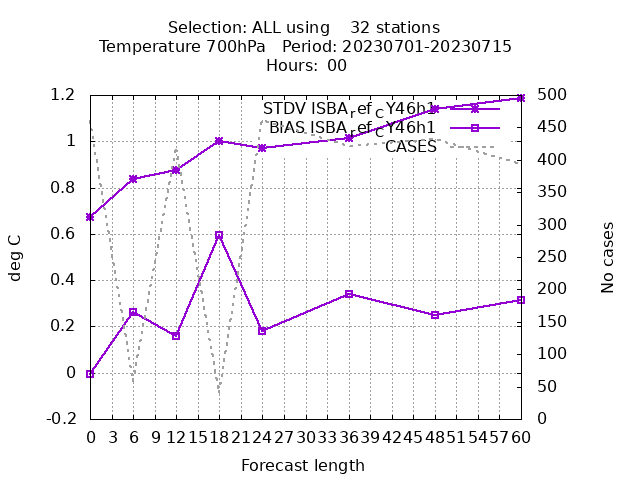 Selection: ALL using 32 stations
Temperature 700hPa Period: 20230701-20230715
Hours: 00
STDV ISBA_ref_CY46h1
BIAS ISBA_ref_CY46h1
CASES
1.2
1
0.8
0.6
0.4
0.2
0
-0.2
500
450
400
350
300
250
200
150
100
50
0
deg C
No cases
0 3 6 9 12 15 18 21 24 27 30 33 36 39 42 45 48 51 54 57 60
Forecast length